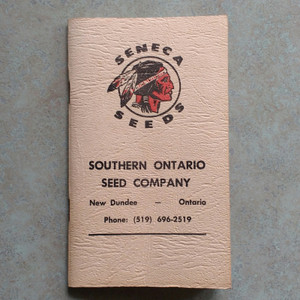 SENECA
SEEDS
SOUTHERN ONTARIO
SEED COMPANY
New Dundee — Ontario
Phone: (519) 696-2519